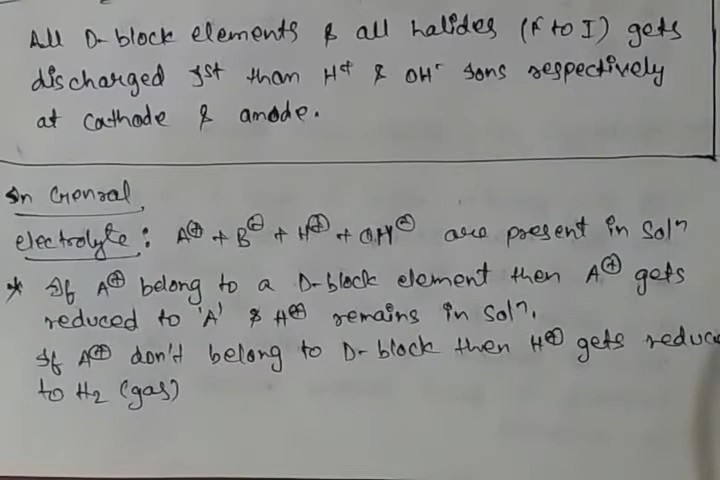 All D-block elements & all halides (F to I) gets
discharged 1st than H⁺ & OH⁻ ions respectively
at cathode & anode.
In General,
electrolyte: A⊕ + B⊖ + H⊕ + OH⊖ are present in Solⁿ
* If A⊕ belong to a D-block element then A⊕ gets
reduced to 'A' & H⊕ remains in Solⁿ.
If A⊕ don't belong to D-block then H⊕ gets reduce
to H₂ (gas)